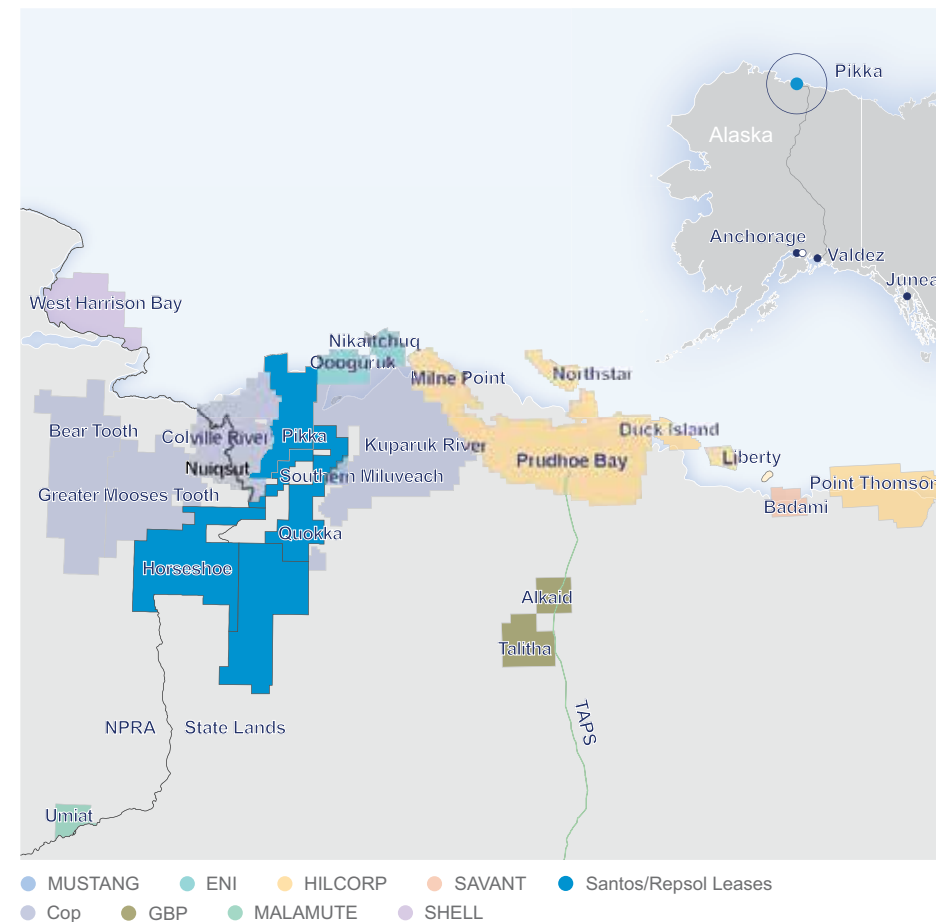 Pikka
Alaska
Anchorage
Valdez
Junea
West Harrison Bay
Nikaitchuq
Oooguruk
Milne Point
Northstar
Bear Tooth
Colville River
Pikka
Kuparuk River
Duck Island
Nuiqsut
Prudhoe Bay
Liberty
Southern Miluveach
Greater Mooses Tooth
Point Thomson
Badami
Quokka
Horseshoe
Alkaid
Talitha
NPRA
State Lands
TAPS
Umiat
MUSTANG ENI HILCORP SAVANT Santos/Repsol Leases
Cop GBP MALAMUTE SHELL